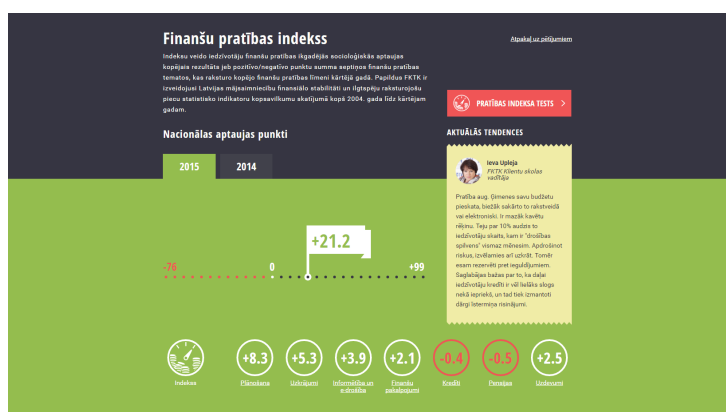 Finanšu pratības indekss
Atpakaļ uz pētījumiem
Indeksu veido iedzīvotāju finanšu pratības ikgadējās socioloģiskās aptaujas
kopējais rezultāts jeb pozitīvo/negatīvo punktu summa septiņos finanšu pratības
tematos, kas raksturo kopējo finanšu pratības līmeni kārtējā gadā. Papildus FKTK ir
izveidojusi Latvijas mājsaimniecību finansiālo stabilitāti un ilgtspēju raksturojošu
piecu statistisko indikatoru kopsavilkumu skatījumā kopš 2004. gada līdz kārtējam
gadam.
PRATĪBAS INDEKSA TESTS >
Nacionālas aptaujas punkti
AKTUĀLĀS TENDENCES
2015
2014
Ieva Upleja
FKTK Klientu skolas
vadītāja
Pratība aug. Ģimenes savu budžetu
pieskata, biežāk sakārto to rakstveidā
vai elektroniski. Ir mazāk kavētu
rēķinu. Teju par 10% audzis to
iedzīvotāju skaits, kam ir "drošības
spilvens" vismaz mēnesim. Apdrošinot
riskus, izvēlamies arī uzkrāt. Tomēr
esam rezervēti pret ieguldījumiem.
Saglabājas bažas par to, ka daļai
iedzīvotāju kredīti ir vēl lielāks slogs
nekā iepriekš, un tad tiek izmantoti
dārgi īstermiņa risinājumi.
+21.2
-76
0
+99
+8.3
+5.3
+3.9
+2.1
-0.4
-0.5
+2.5
Indekss
Plānošana
Uzkrājumi
Informētība un
e-drošība
Finanšu
pakalpojumi
Kredīti
Pensijas
Uzdevumi